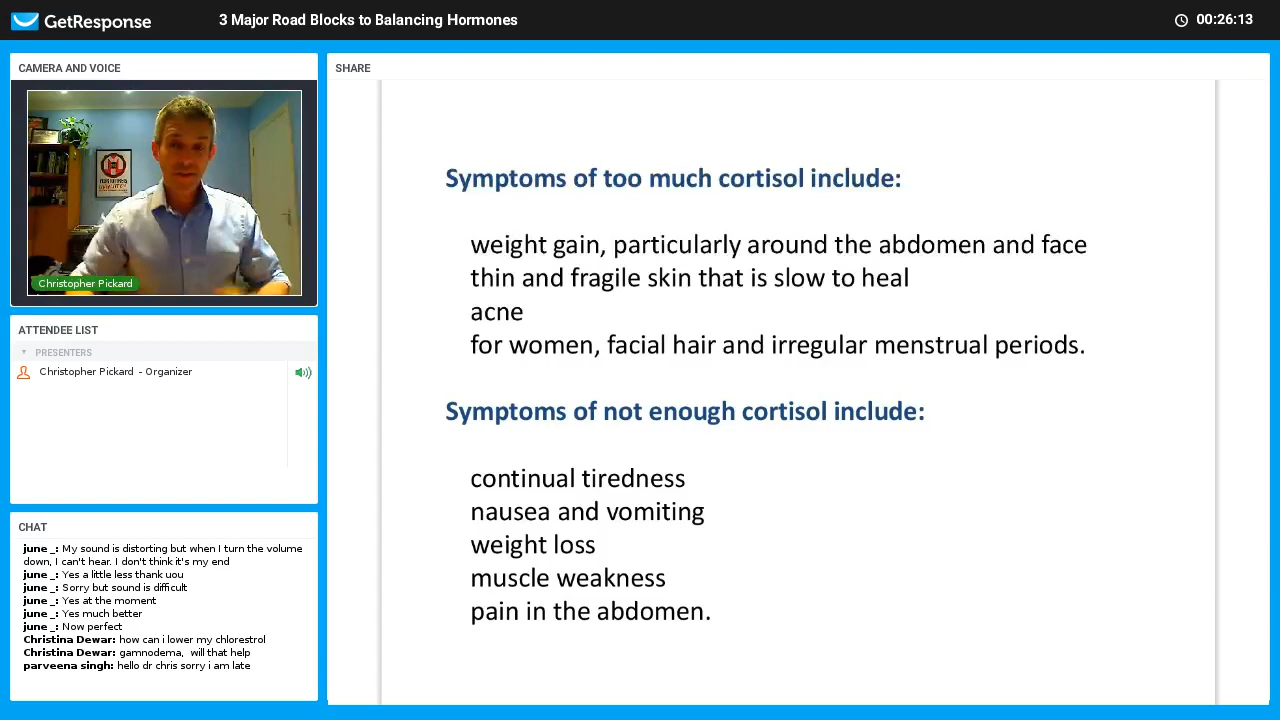 GetResponse
3 Major Road Blocks to Balancing Hormones
00:26:13
CAMERA AND VOICE
Christopher Pickard
ATTENDEE LIST
PRESENTERS
Christopher Pickard - Organizer
CHAT
june _: My sound is distorting but when I turn the volume
down, I can't hear. I don't think it's my end
june _: Yes a little less thank uou
june _: Sorry but sound is difficult
june _: Yes at the moment
june _: Yes much better
june _: Now perfect
Christina Dewar: how can i lower my chlorestrol
Christina Dewar: gamnodema,  will that help
parveena singh: hello dr chris sorry i am late
SHARE
Symptoms of too much cortisol include:
weight gain, particularly around the abdomen and face
thin and fragile skin that is slow to heal
acne
for women, facial hair and irregular menstrual periods.
Symptoms of not enough cortisol include:
continual tiredness
nausea and vomiting
weight loss
muscle weakness
pain in the abdomen.